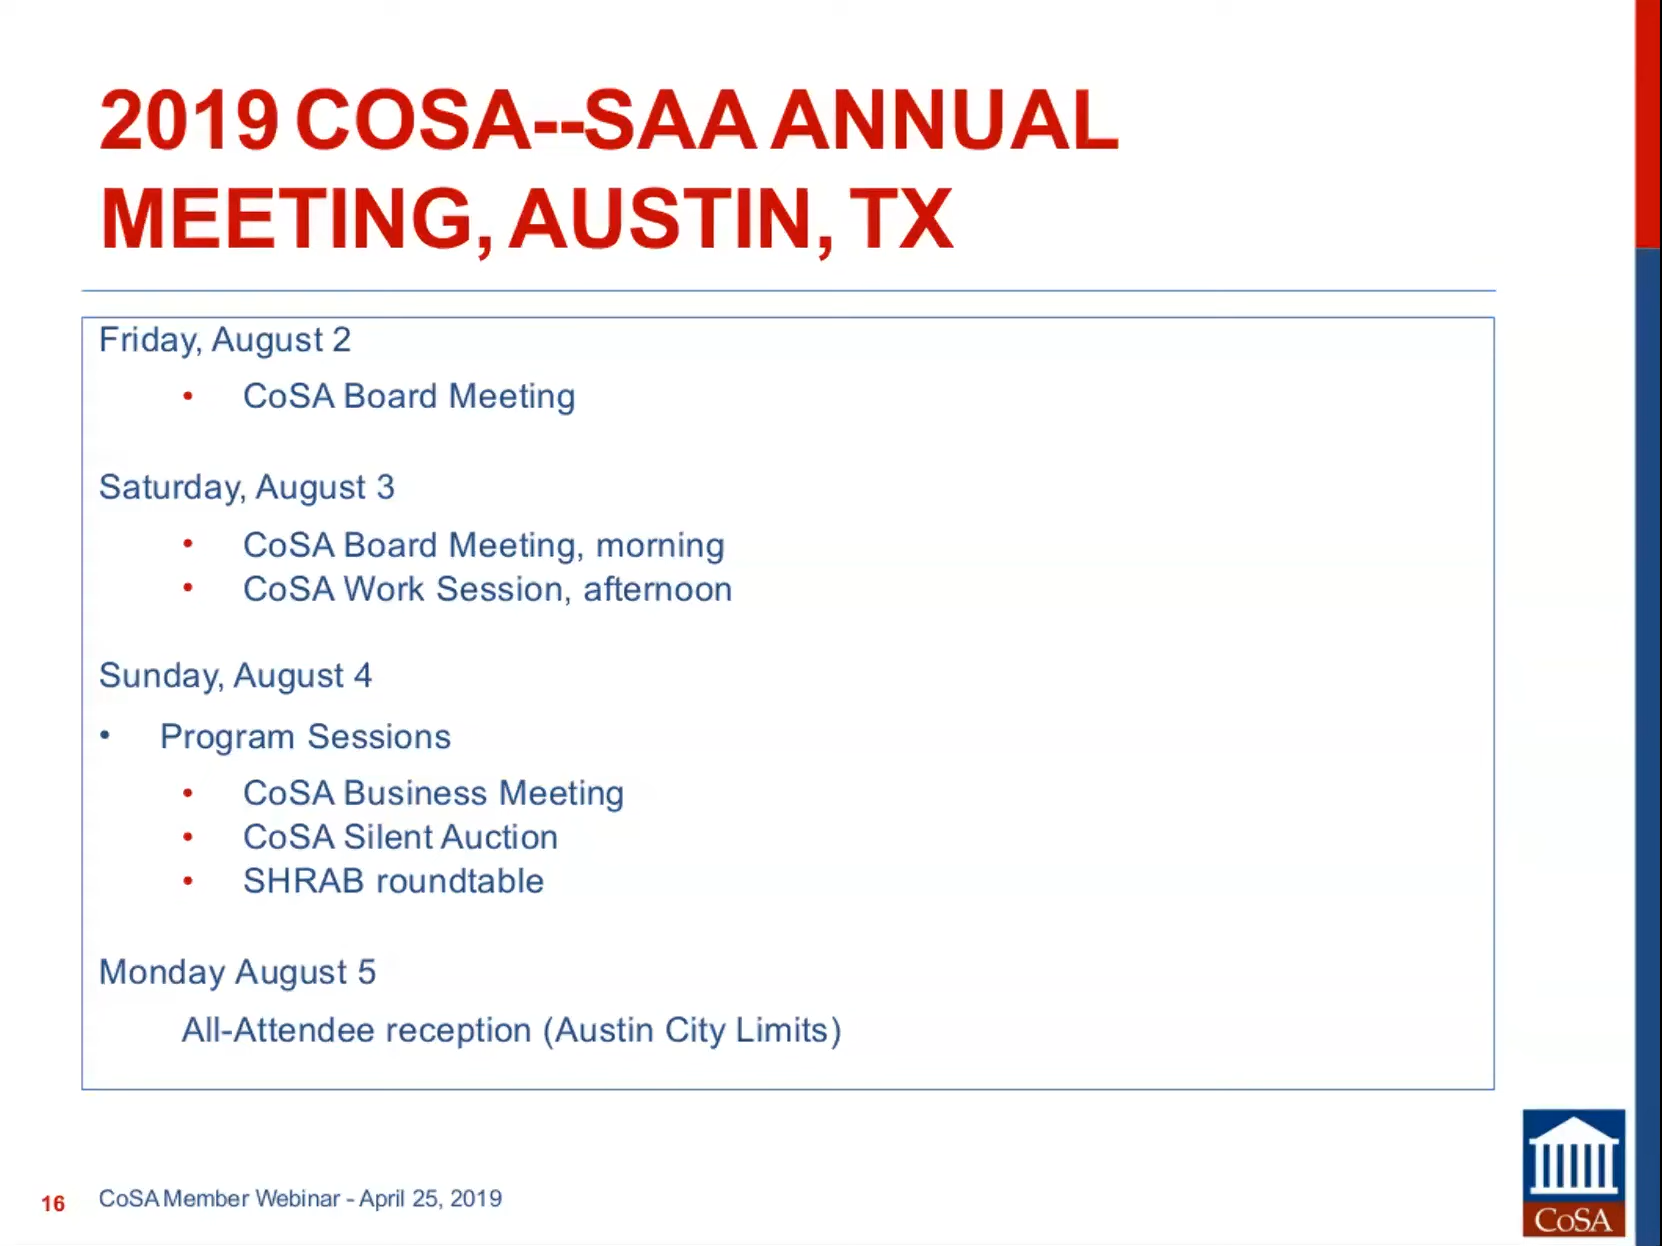 2019 COSA--SAA ANNUAL
MEETING, AUSTIN, TX
Friday, August 2
• CoSA Board Meeting
Saturday, August 3
• CoSA Board Meeting, morning
• CoSA Work Session, afternoon
Sunday, August 4
• Program Sessions
• CoSA Business Meeting
• CoSA Silent Auction
• SHRAB roundtable
Monday August 5
All-Attendee reception (Austin City Limits)
16 CoSA Member Webinar - April 25, 2019
CoSA